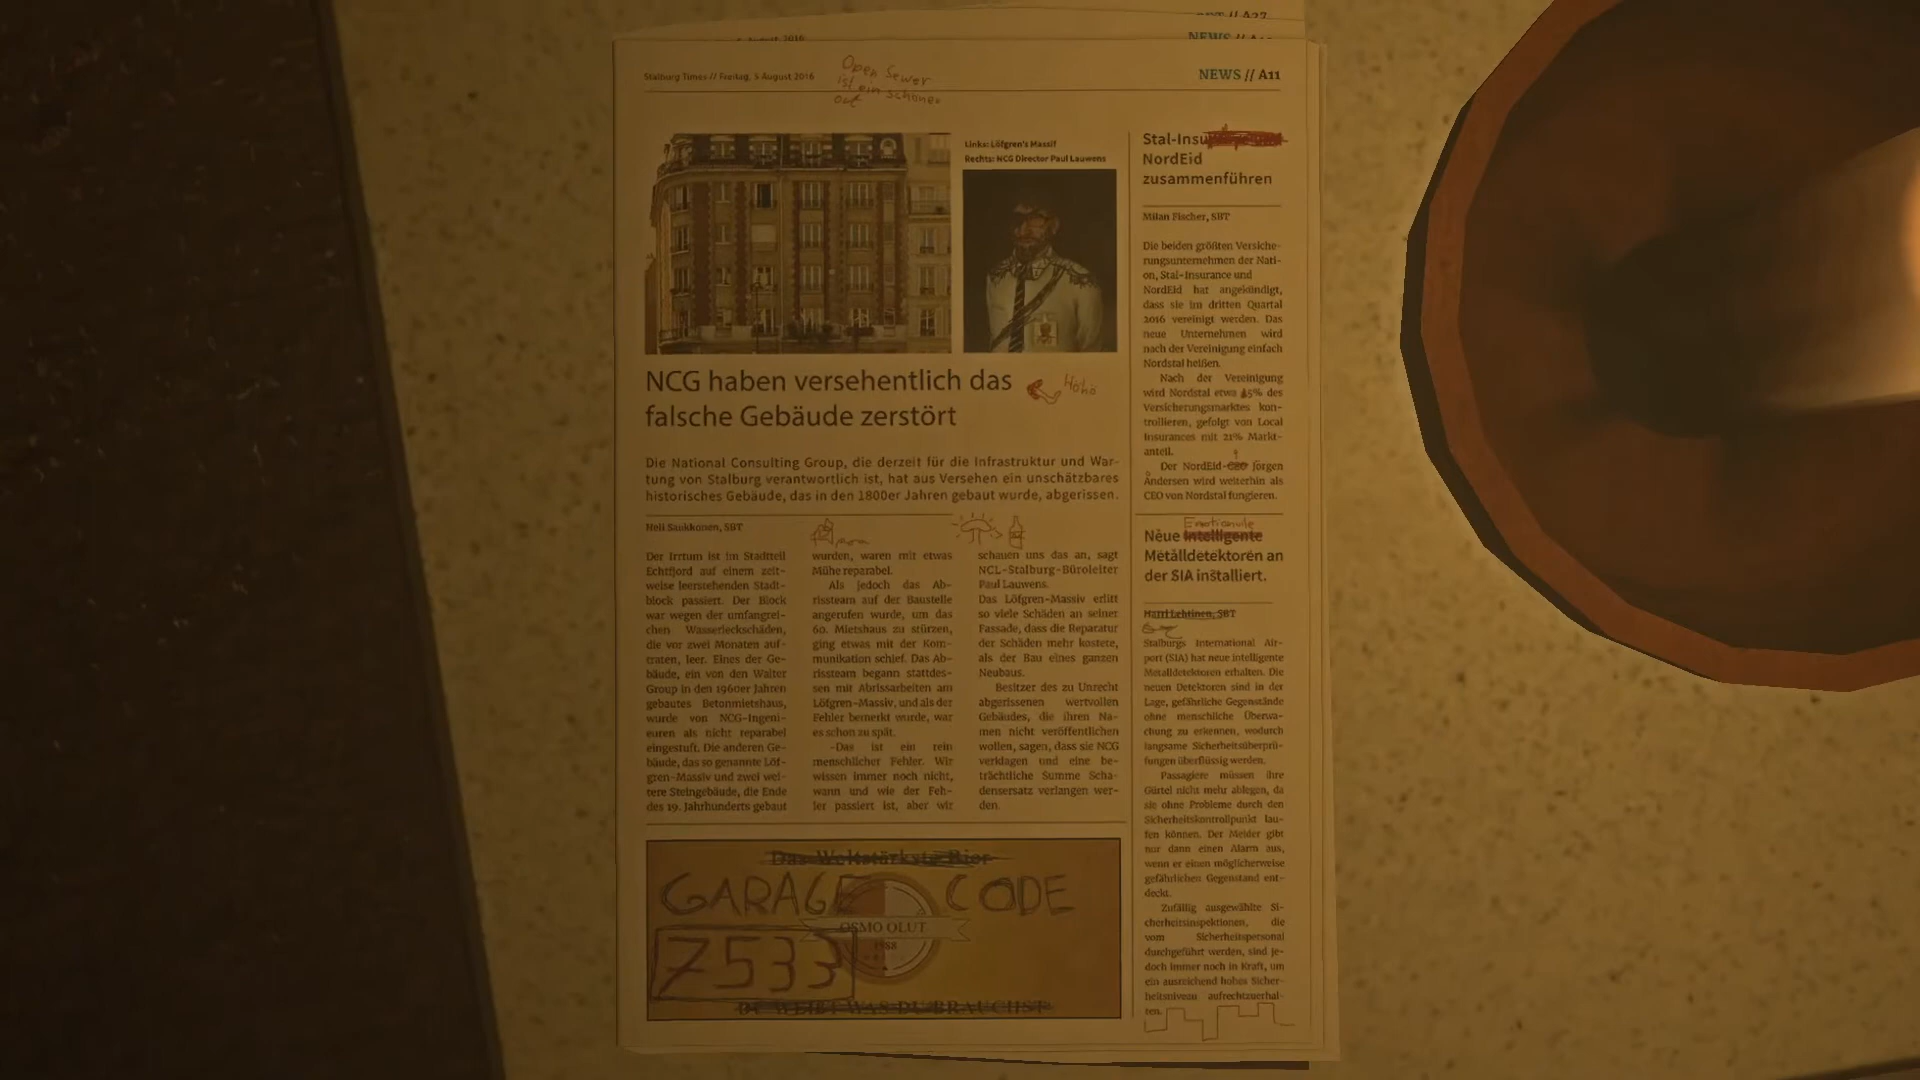 NEWS // A
Stalburg Times // Freitag, 5 August 2016
Open Sewer
ist ein schöner
NEWS // A11
Links: Löfgren's Massif
Rechts: NCG Director Paul Lauwens
NCG haben versehentlich das
falsche Gebäude zerstört
Höhö
Die National Consulting Group, die derzeit für die Infrastruktur und War-
tung von Stalburg verantwortlich ist, hat aus Versehen ein unschätzbares
historisches Gebäude, das in den 1800er Jahren gebaut wurde, abgerissen.
Neli Saukkonen, SBT
Der Irrtum ist im Stadtteil
Echtfjord auf einem zeit-
weise leerstehenden Stadt-
block passiert. Der Block
war wegen der umfangrei-
chen Wasserleckschäden,
die vor zwei Monaten auf-
traten, leer. Eines der Ge-
bäude, ein von den Walter
Group in den 1960er Jahren
gebautes Betonmietshaus,
wurde von NCG-Ingeni-
euren als nicht reparabel
eingestuft. Die anderen Ge-
bäude, das so genannte Löf-
gren-Massiv und zwei wei-
tere Steingebäude, die Ende
des 19. Jahrhunderts gebaut
wurden, waren mit etwas
Mühe reparabel.
Als jedoch das Ab-
rissteam auf der Baustelle
angerufen wurde, um das
60. Mietshaus zu stürzen,
ging etwas mit der Kom-
munikation schief. Das Ab-
rissteam begann stattdes-
sen mit Abrissarbeiten am
Löfgren-Massiv, und als der
Fehler bemerkt wurde, war
es schon zu spät.
-Das ist ein rein
menschlicher Fehler. Wir
wissen immer noch nicht,
wann und wie der Feh-
ler passiert ist, aber wir
schauen uns das an, sagt
NCL-Stalburg-Büroleiter
Paul Lauwens.
Das Löfgren-Massiv erlitt
so viele Schäden an seiner
Fassade, dass die Reparatur
der Schäden mehr kostete,
als der Bau eines ganzen
Neubaus.
Besitzer des zu Unrecht
abgerissenen wertvollen
Gebäudes, die ihren Na-
men nicht veröffentlichen
wollen, sagen, dass sie NCG
verklagen und eine be-
trächtliche Summe Scha-
densersatz verlangen wer-
den.
Das Weltstärkste Bier
GARAGE CODE
OSMO OLUT
1988
7533
DU WEIßT WAS DU BRAUCHST
Stal-Insu
NordEid
zusammenführen
Milan Fischer, SBT
Die beiden größten Versiche-
rungsunternehmen der Nati-
on, Stal-Insurance und
NordEid hat angekündigt,
dass sie im dritten Quartal
2016 vereinigt werden. Das
neue Unternehmen wird
nach der Vereinigung einfach
Nordstal heißen.
Nach der Vereinigung
wird Nordstal etwa 45% des
Versicherungsmarktes kon-
trollieren, gefolgt von Local
Insurances mit 21% Markt-
anteil.
Der NordEid-CEO Jörgen
Andersen wird weiterhin als
CEO von Nordstal fungieren.
Emotionale
Neue Intelligente
Metalldetektoren an
der SIA installiert.
Harri Lehtinen, SBT
Stalburgs International Air-
port (SIA) hat neue intelligente
Metalldetektoren erhalten. Die
neuen Detektoren sind in der
Lage, gefährliche Gegenstände
ohne menschliche Überwa-
chung zu erkennen, wodurch
langsame Sicherheitsüberprü-
fungen überflüssig werden.
Passagiere müssen ihre
Gürtel nicht mehr ablegen, da
sie ohne Probleme durch den
Sicherheitskontrollpunkt lau-
fen können. Der Melder gibt
nur dann einen Alarm aus,
wenn er einen möglicherweise
gefährlichen Gegenstand ent-
deckt.
Zufällig ausgewählte Si-
cherheitsinspektionen, die
vom Sicherheitspersonal
durchgeführt werden, sind je-
doch immer noch in Kraft, um
ein ausreichend hohes Sicher-
heitsniveau aufrechtzuerhal-
ten.